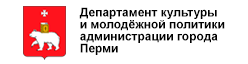 Департамент культуры
и молодёжной политики
администрации города
Перми